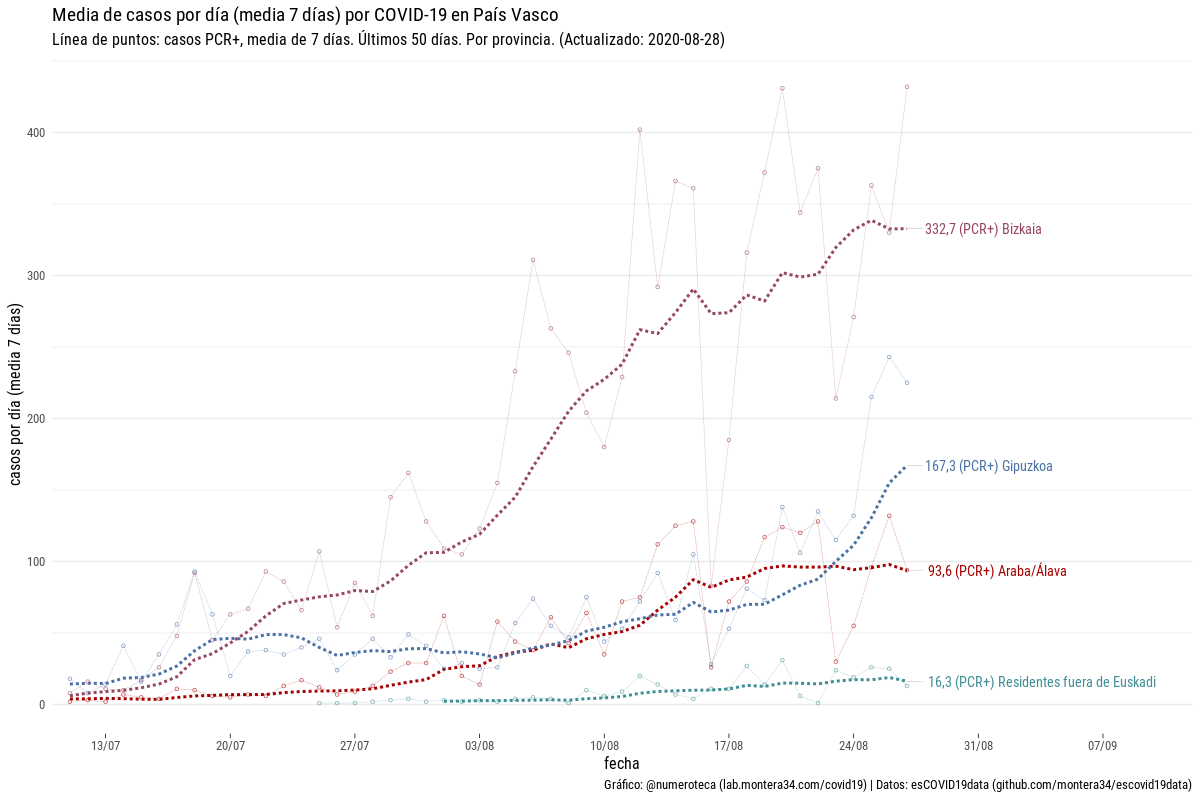 Media de casos por día (media 7 días) por COVID-19 en País Vasco
Línea de puntos: casos PCR+, media de 7 días. Últimos 50 días. Por provincia. (Actualizado: 2020-08-28)
casos por día (media 7 días)
400
300
200
100
0
332,7 (PCR+) Bizkaia
167,3 (PCR+) Gipuzkoa
93,6 (PCR+) Araba/Álava
16,3 (PCR+) Residentes fuera de Euskadi
13/07 20/07 27/07 03/08 10/08 17/08 24/08 31/08 07/09
fecha
Gráfico: @numeroteca (lab.montera34.com/covid19) | Datos: esCOVID19data (github.com/montera34/escovid19data)